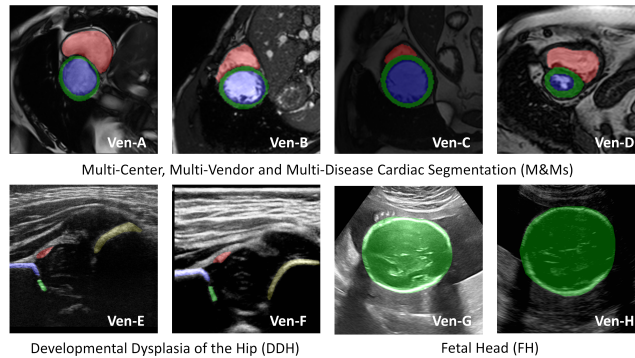 Ven-A
Ven-B
Ven-C
Ven-D
Multi-Center, Multi-Vendor and Multi-Disease Cardiac Segmentation (M&Ms)
Ven-E
Ven-F
Ven-G
Ven-H
Developmental Dysplasia of the Hip (DDH)
Fetal Head (FH)